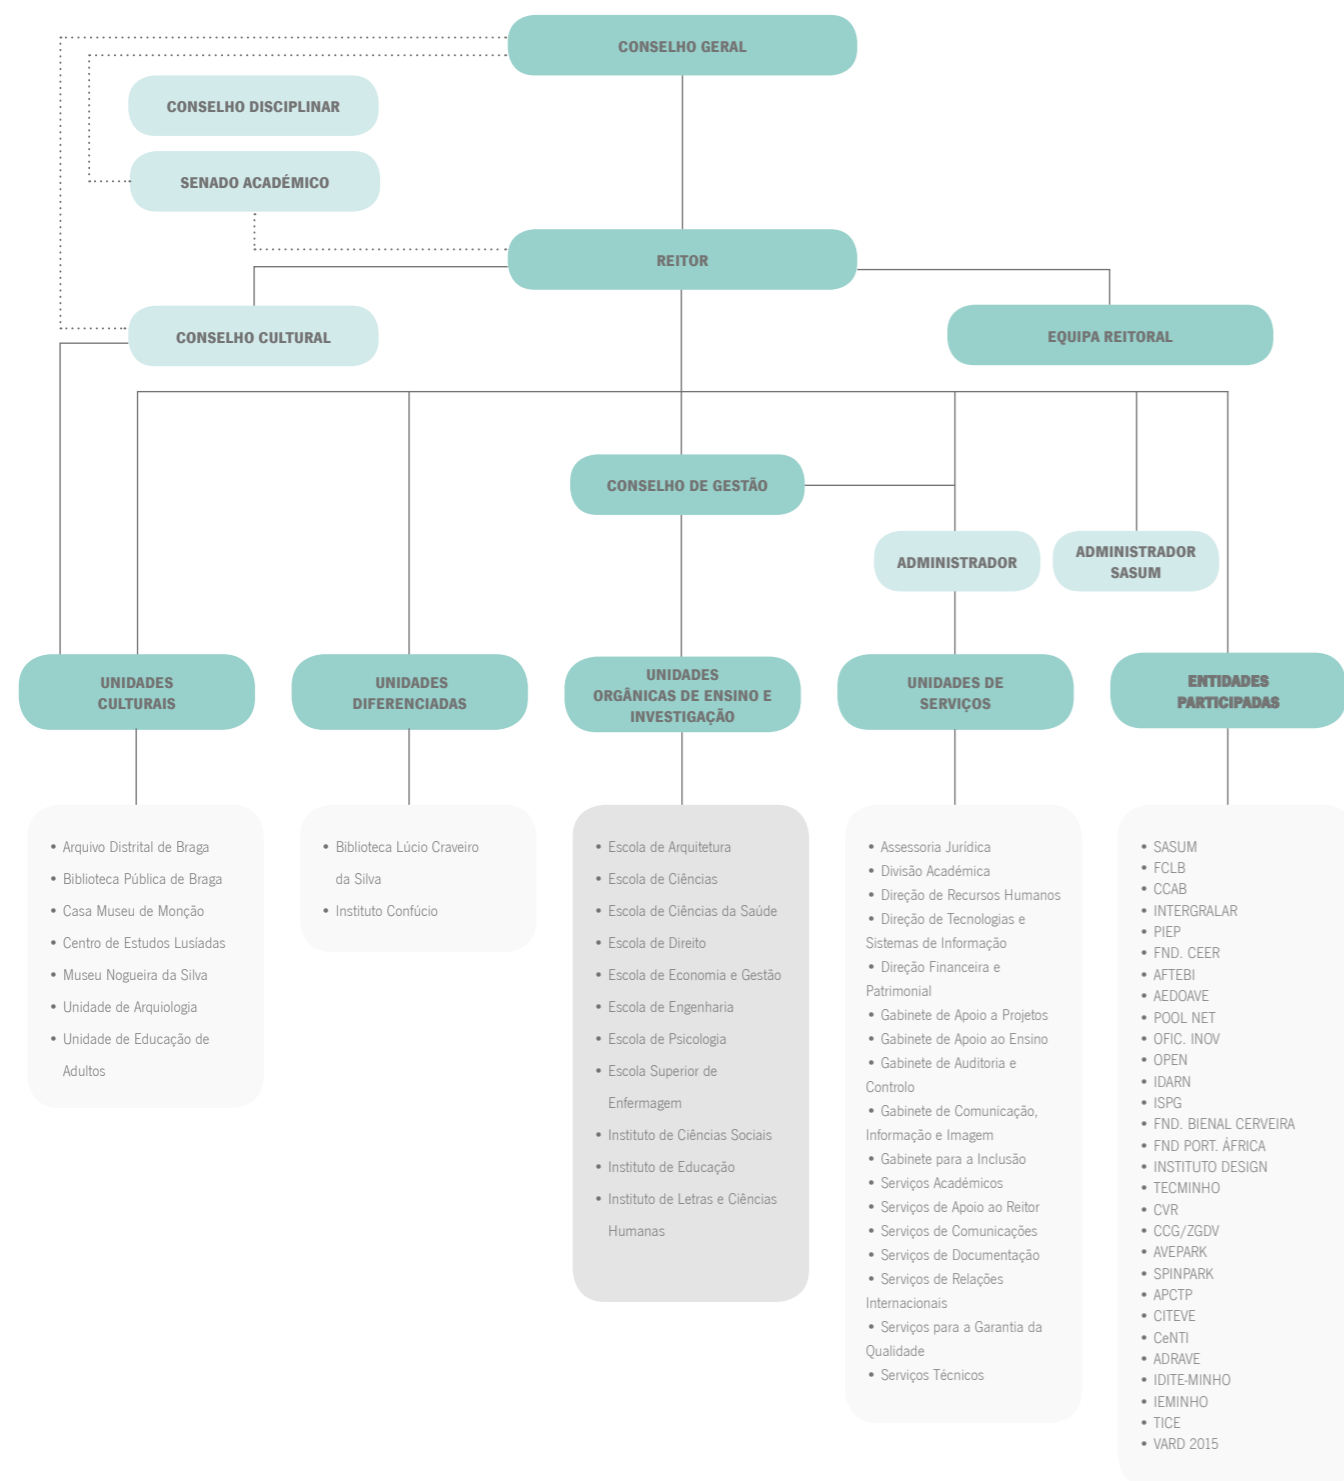 CONSELHO GERAL
CONSELHO DISCIPLINAR
SENADO ACADÉMICO
REITOR
CONSELHO CULTURAL
EQUIPA REITORAL
CONSELHO DE GESTÃO
ADMINISTRADOR
ADMINISTRADOR
SASUM
UNIDADES
CULTURAIS
UNIDADES
DIFERENCIADAS
UNIDADES
ORGÂNICAS DE ENSINO E
INVESTIGAÇÃO
UNIDADES DE
SERVIÇOS
ENTIDADES
PARTICIPADAS
• Arquivo Distrital de Braga
• Biblioteca Pública de Braga
• Casa Museu de Monção
• Centro de Estudos Lusíadas
• Museu Nogueira da Silva
• Unidade de Arquiologia
• Unidade de Educação de
Adultos
• Biblioteca Lúcio Craveiro
da Silva
• Instituto Confúcio
• Escola de Arquitetura
• Escola de Ciências
• Escola de Ciências da Saúde
• Escola de Direito
• Escola de Economia e Gestão
• Escola de Engenharia
• Escola de Psicologia
• Escola Superior de
Enfermagem
• Instituto de Ciências Sociais
• Instituto de Educação
• Instituto de Letras e Ciências
Humanas
• Assessoria Jurídica
• Divisão Académica
• Direção de Recursos Humanos
• Direção de Tecnologias e
Sistemas de Informação
• Direção Financeira e
Patrimonial
• Gabinete de Apoio a Projetos
• Gabinete de Apoio ao Ensino
• Gabinete de Auditoria e
Controlo
• Gabinete de Comunicação,
Informação e Imagem
• Gabinete para a Inclusão
• Serviços Académicos
• Serviços de Apoio ao Reitor
• Serviços de Comunicações
• Serviços de Documentação
• Serviços de Relações
Internacionais
• Serviços para a Garantia da
Qualidade
• Serviços Técnicos
• SASUM
• FCLB
• CCAB
• INTERGRALAR
• PIEP
• FND. CEER
• AFTEBI
• AEDOAVE
• POOL NET
• OFIC. INOV
• OPEN
• IDARN
• ISPG
• FND. BIENAL CERVEIRA
• FND PORT. ÁFRICA
• INSTITUTO DESIGN
• TECMINHO
• CVR
• CCG/ZGDV
• AVEPARK
• SPINPARK
• APCTP
• CITEVE
• CeNTI
• ADRAVE
• IDITE-MINHO
• IEMINHO
• TICE
• VARD 2015